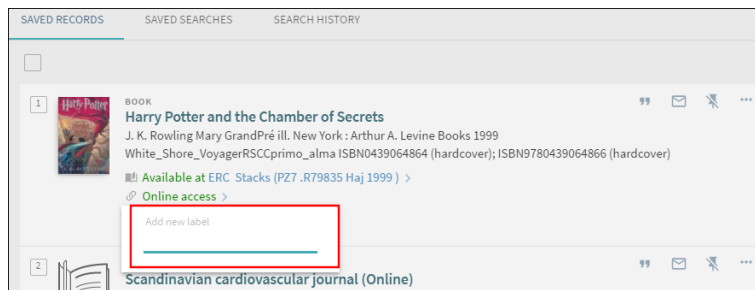 SAVED RECORDS SAVED SEARCHES SEARCH HISTORY
1
Harry Potter
BOOK
Harry Potter and the Chamber of Secrets
J. K. Rowling Mary GrandPré ill. New York : Arthur A. Levine Books 1999
White_Shore_VoyagerRSCCprimo_alma ISBN0439064864 (hardcover); ISBN9780439064866 (hardcover)
Available at ERC Stacks (PZ7 .R79835 Haj 1999 ) >
Online access >
Add new label
2
Scandinavian cardiovascular journal (Online)